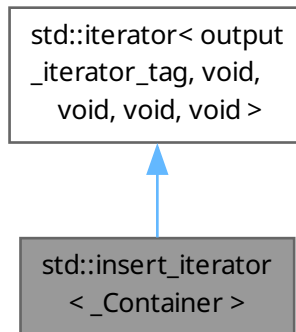 std::iterator< output
_iterator_tag, void,
void, void, void >
std::insert_iterator
< _Container >